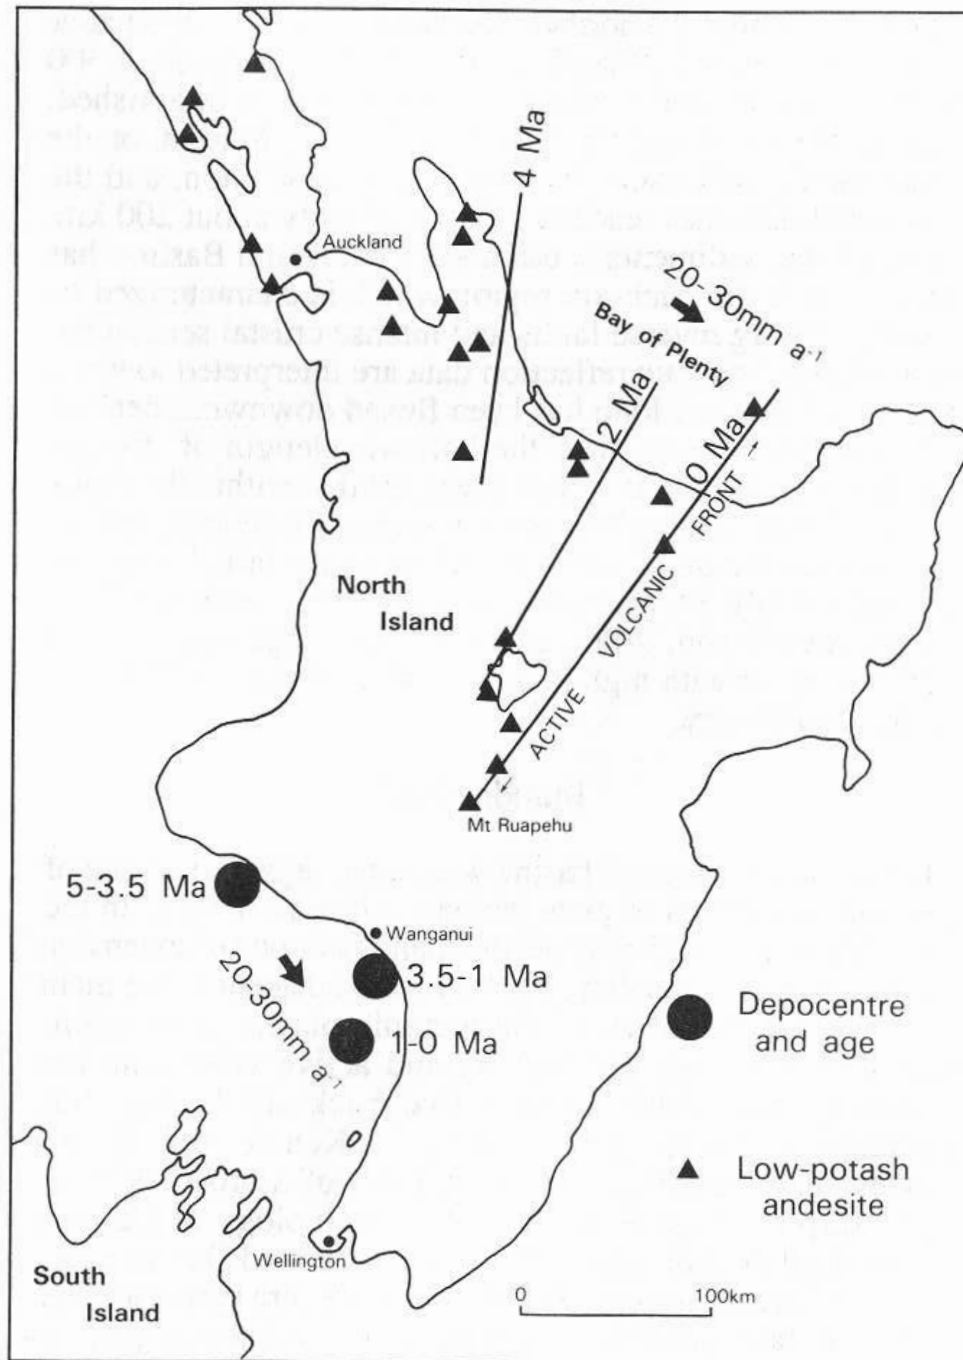 4 Ma
Auckland
20-30mm a⁻¹
Bay of Plenty
2 Ma
0 Ma
ACTIVE VOLCANIC FRONT
North
Island
Mt Ruapehu
5-3.5 Ma
Wanganui
3.5-1 Ma
20-30mm a⁻¹
1-0 Ma
Depocentre
and age
Low-potash
andesite
Wellington
South
Island
0
100km